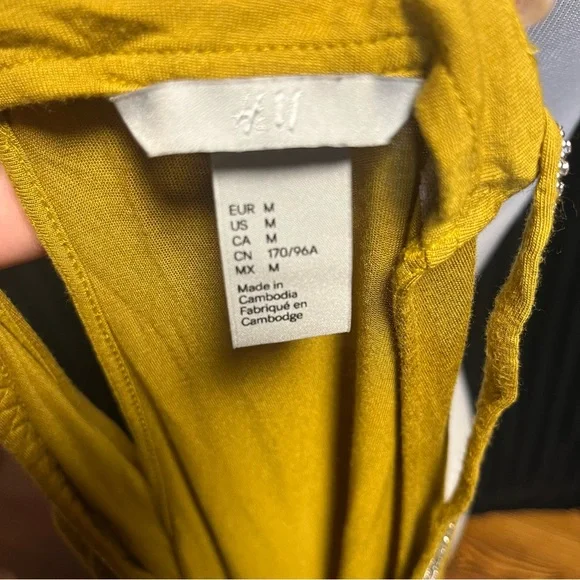 H&M
EUR M
US M
CA M
CN 170/96A
MX M
Made in
Cambodia
Fabriqué en
Cambodge